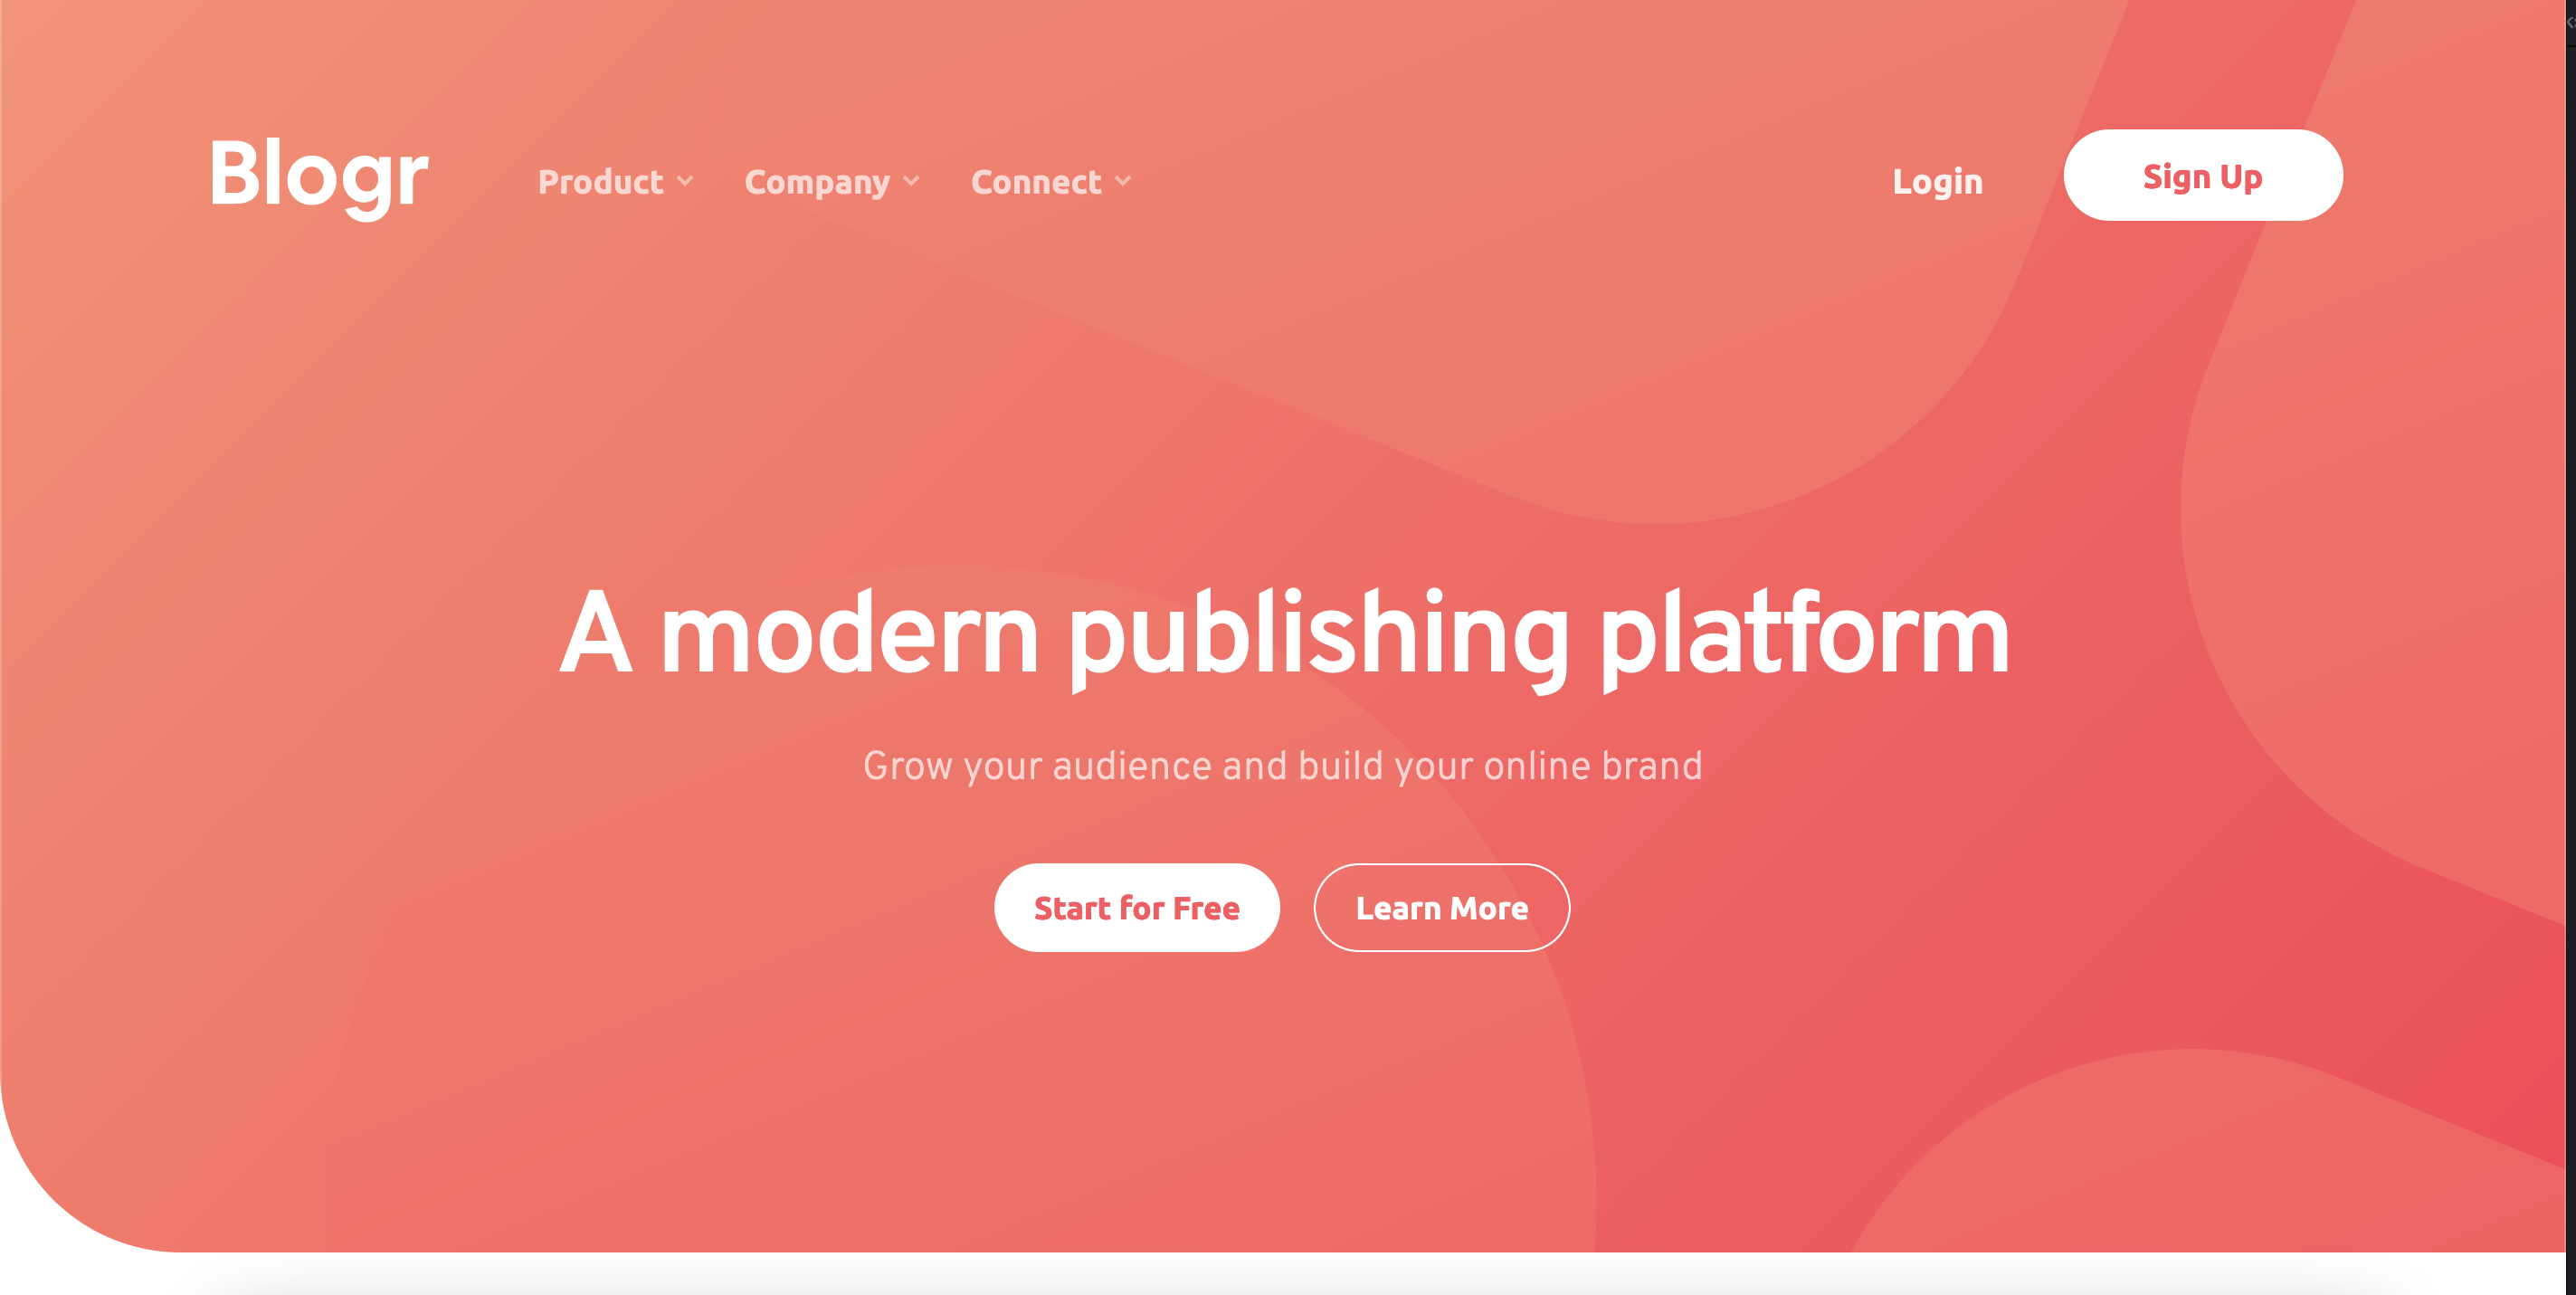 Blogr
Product
Company
Connect
Login
Sign Up
A modern publishing platform
Grow your audience and build your online brand
Start for Free
Learn More